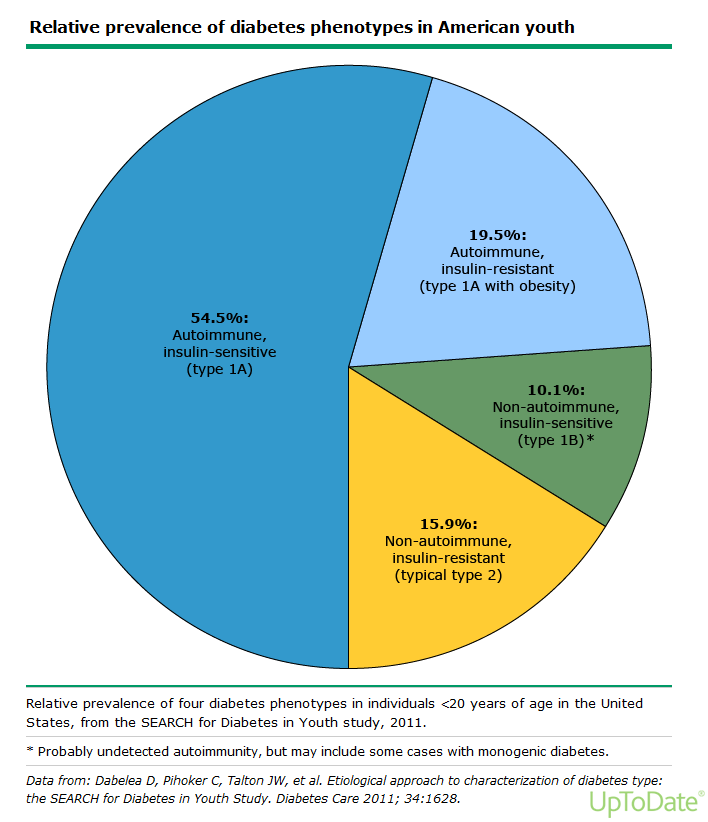 Relative prevalence of diabetes phenotypes in American youth
19.5%:
Autoimmune,
insulin-resistant
(type 1A with obesity)
54.5%:
Autoimmune,
insulin-sensitive
(type 1A)
10.1%:
Non-autoimmune,
insulin-sensitive
(type 1B)*
15.9%:
Non-autoimmune,
insulin-resistant
(typical type 2)
Relative prevalence of four diabetes phenotypes in individuals <20 years of age in the United
States, from the SEARCH for Diabetes in Youth study, 2011.
* Probably undetected autoimmunity, but may include some cases with monogenic diabetes.
Data from: Dabelea D, Pihoker C, Talton JW, et al. Etiological approach to characterization of diabetes type:
the SEARCH for Diabetes in Youth Study. Diabetes Care 2011; 34:1628.
UpToDate®